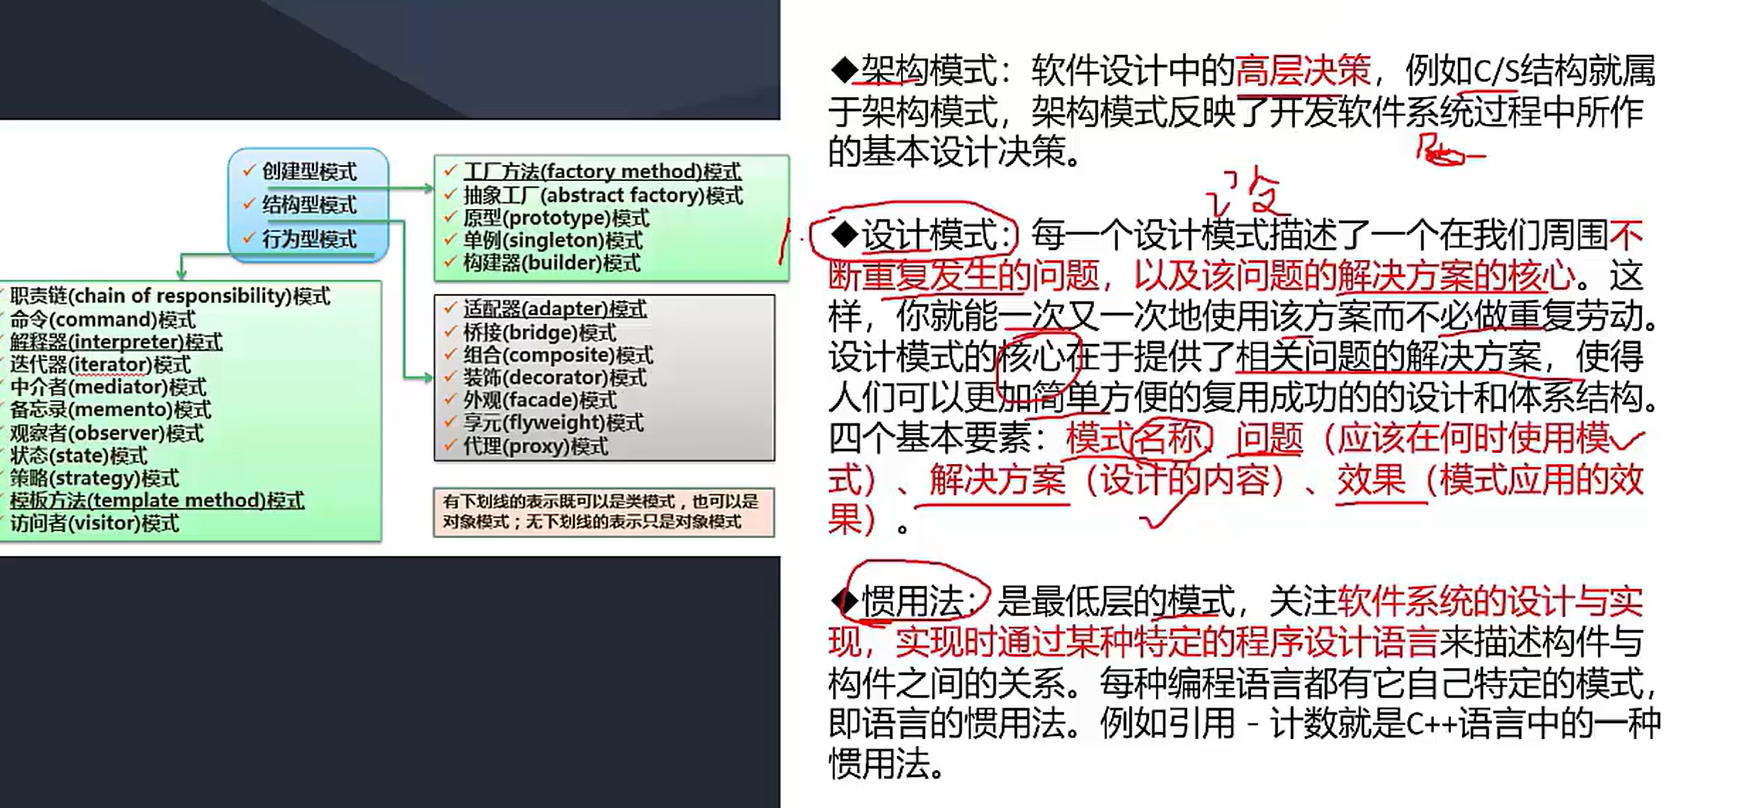 创建型模式
结构型模式
行为型模式
工厂方法(factory method)模式
抽象工厂(abstract factory)模式
原型(prototype)模式
单例(singleton)模式
构建器(builder)模式
职责链(chain of responsibility)模式
命令(command)模式
解释器(interpreter)模式
迭代器(iterator)模式
中介者(mediator)模式
备忘录(memento)模式
观察者(observer)模式
状态(state)模式
策略(strategy)模式
模板方法(template method)模式
访问者(visitor)模式
适配器(adapter)模式
桥接(bridge)模式
组合(composite)模式
装饰(decorator)模式
外观(facade)模式
享元(flyweight)模式
代理(proxy)模式
有下划线的表示既可以是类模式，也可以是
对象模式；无下划线的表示只是对象模式
◆架构模式：软件设计中的高层决策，例如C/S结构就属
于架构模式，架构模式反映了开发软件系统过程中所作
的基本设计决策。
◆设计模式：每一个设计模式描述了一个在我们周围不
断重复发生的问题，以及该问题的解决方案的核心。这
样，你就能一次又一次地使用该方案而不必做重复劳动。
设计模式的核心在于提供了相关问题的解决方案，使得
人们可以更加简单方便的复用成功的的设计和体系结构。
四个基本要素：模式名称、问题（应该在何时使用模
式）、解决方案（设计的内容）、效果（模式应用的效
果）。
◆惯用法：是最低层的模式，关注软件系统的设计与实
现，实现时通过某种特定的程序设计语言来描述构件与
构件之间的关系。每种编程语言都有它自己特定的模式，
即语言的惯用法。例如引用-计数就是C++语言中的一种
惯用法。